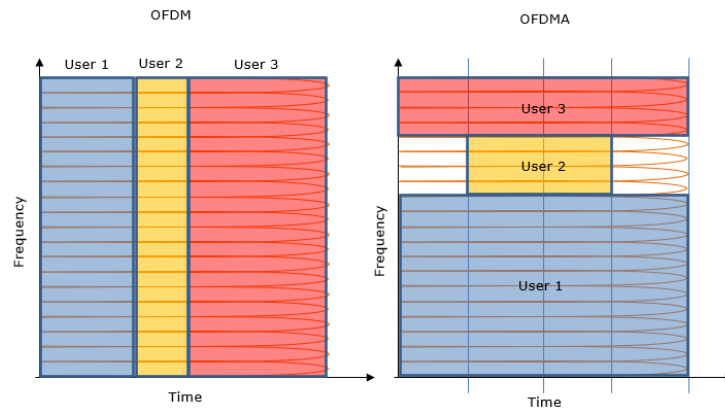 OFDM
User 1 User 2 User 3
Frequency
Time
OFDMA
User 3
User 2
User 1
Frequency
Time